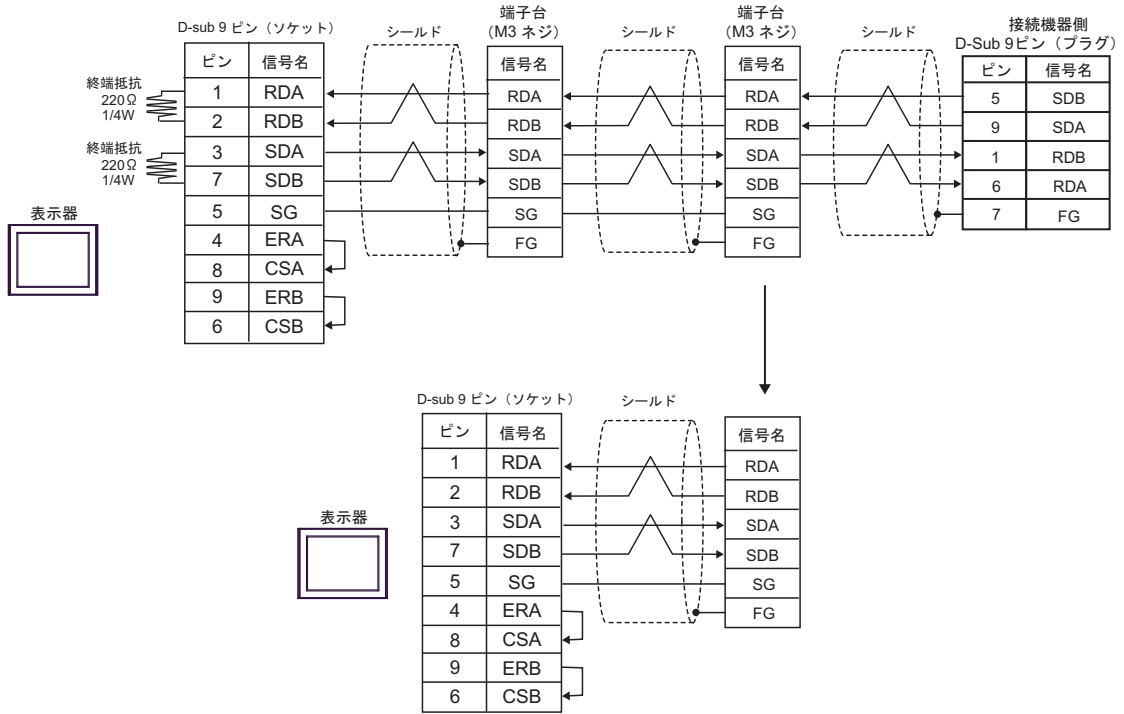 D-sub 9 ピン（ソケット）
シールド
端子台
（M3 ネジ）
シールド
端子台
（M3 ネジ）
シールド
接続機器側
D-Sub 9ピン（プラグ）
終端抵抗
220Ω
1/4W
終端抵抗
220Ω
1/4W
表示器
ピン 信号名
1 RDA
2 RDB
3 SDA
7 SDB
5 SG
4 ERA
8 CSA
9 ERB
6 CSB
信号名
RDA
RDB
SDA
SDB
SG
FG
信号名
RDA
RDB
SDA
SDB
SG
FG
ピン 信号名
5 SDB
9 SDA
1 RDB
6 RDA
7 FG
D-sub 9 ピン（ソケット）
シールド
表示器
ピン 信号名
1 RDA
2 RDB
3 SDA
7 SDB
5 SG
4 ERA
8 CSA
9 ERB
6 CSB
信号名
RDA
RDB
SDA
SDB
SG
FG